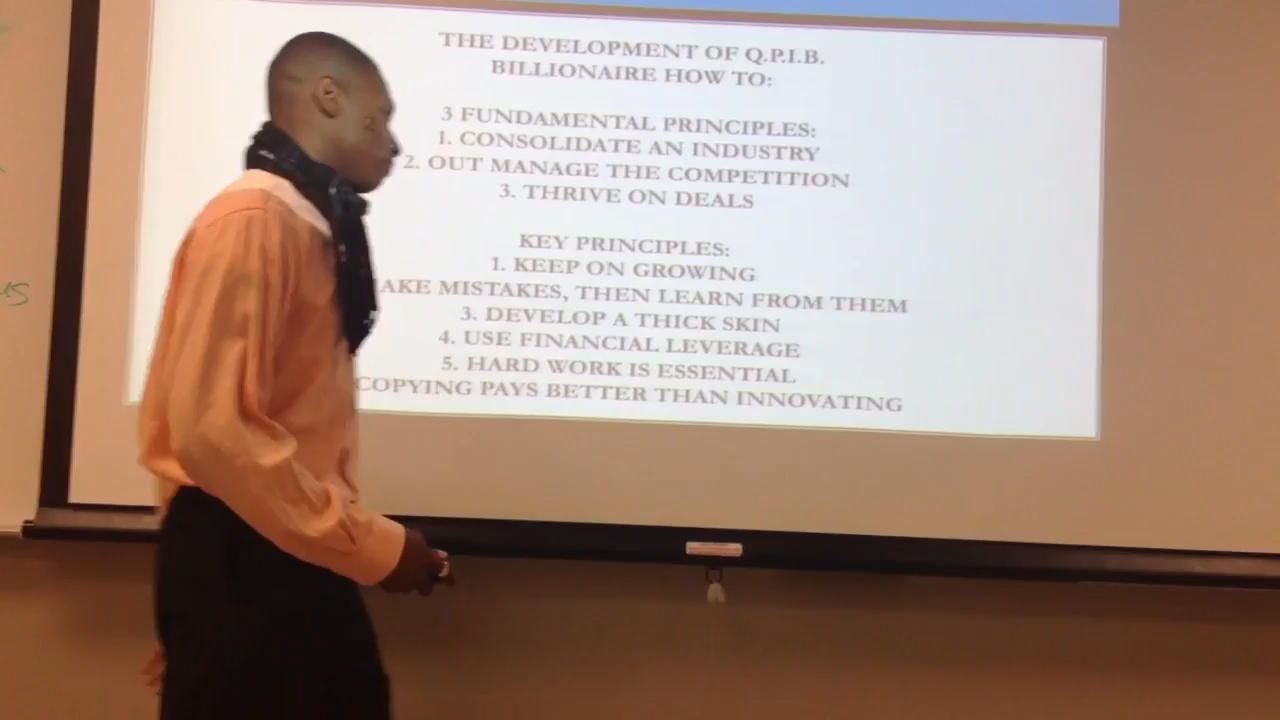 THE DEVELOPMENT OF Q.P.I.B.
BILLIONAIRE HOW TO:
3 FUNDAMENTAL PRINCIPLES:
1. CONSOLIDATE AN INDUSTRY
2. OUT MANAGE THE COMPETITION
3. THRIVE ON DEALS
KEY PRINCIPLES:
1. KEEP ON GROWING
MISTAKES, THEN LEARN FROM THEM
3. DEVELOP A THICK SKIN
4. USE FINANCIAL LEVERAGE
5. HARD WORK IS ESSENTIAL
COPYING PAYS BETTER THAN INNOVATING